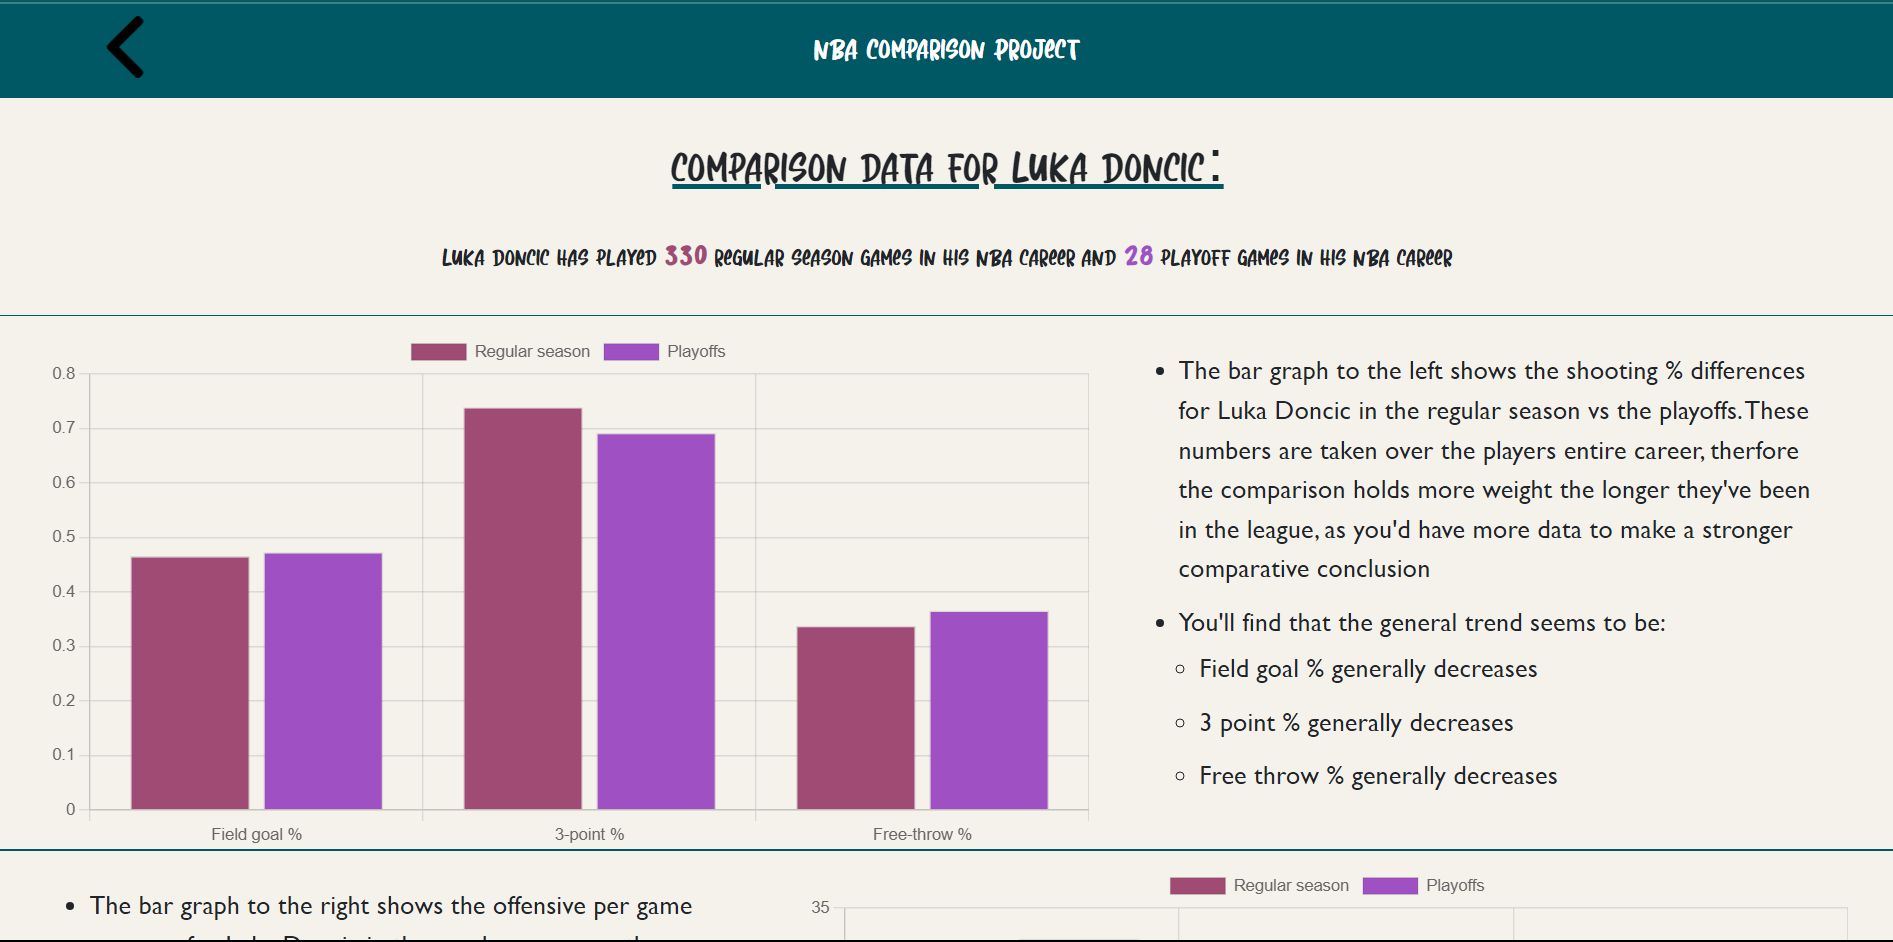 NBA COMPARISON PROJECT
COMPARISON DATA FOR LUKA DONCIC:
LUKA DONCIC HAS PLAYED 330 REGULAR SEASON GAMES IN HIS NBA CAREER AND 28 PLAYOFF GAMES IN HIS NBA CAREER
Regular season Playoffs
0.8
0.7
0.6
0.5
0.4
0.3
0.2
0.1
0
Field goal % 3-point % Free-throw %
• The bar graph to the left shows the shooting % differences
for Luka Doncic in the regular season vs the playoffs. These
numbers are taken over the players entire career, therfore
the comparison holds more weight the longer they've been
in the league, as you'd have more data to make a stronger
comparative conclusion
• You'll find that the general trend seems to be:
◦ Field goal % generally decreases
◦ 3 point % generally decreases
◦ Free throw % generally decreases
• The bar graph to the right shows the offensive per game
Regular season Playoffs
35